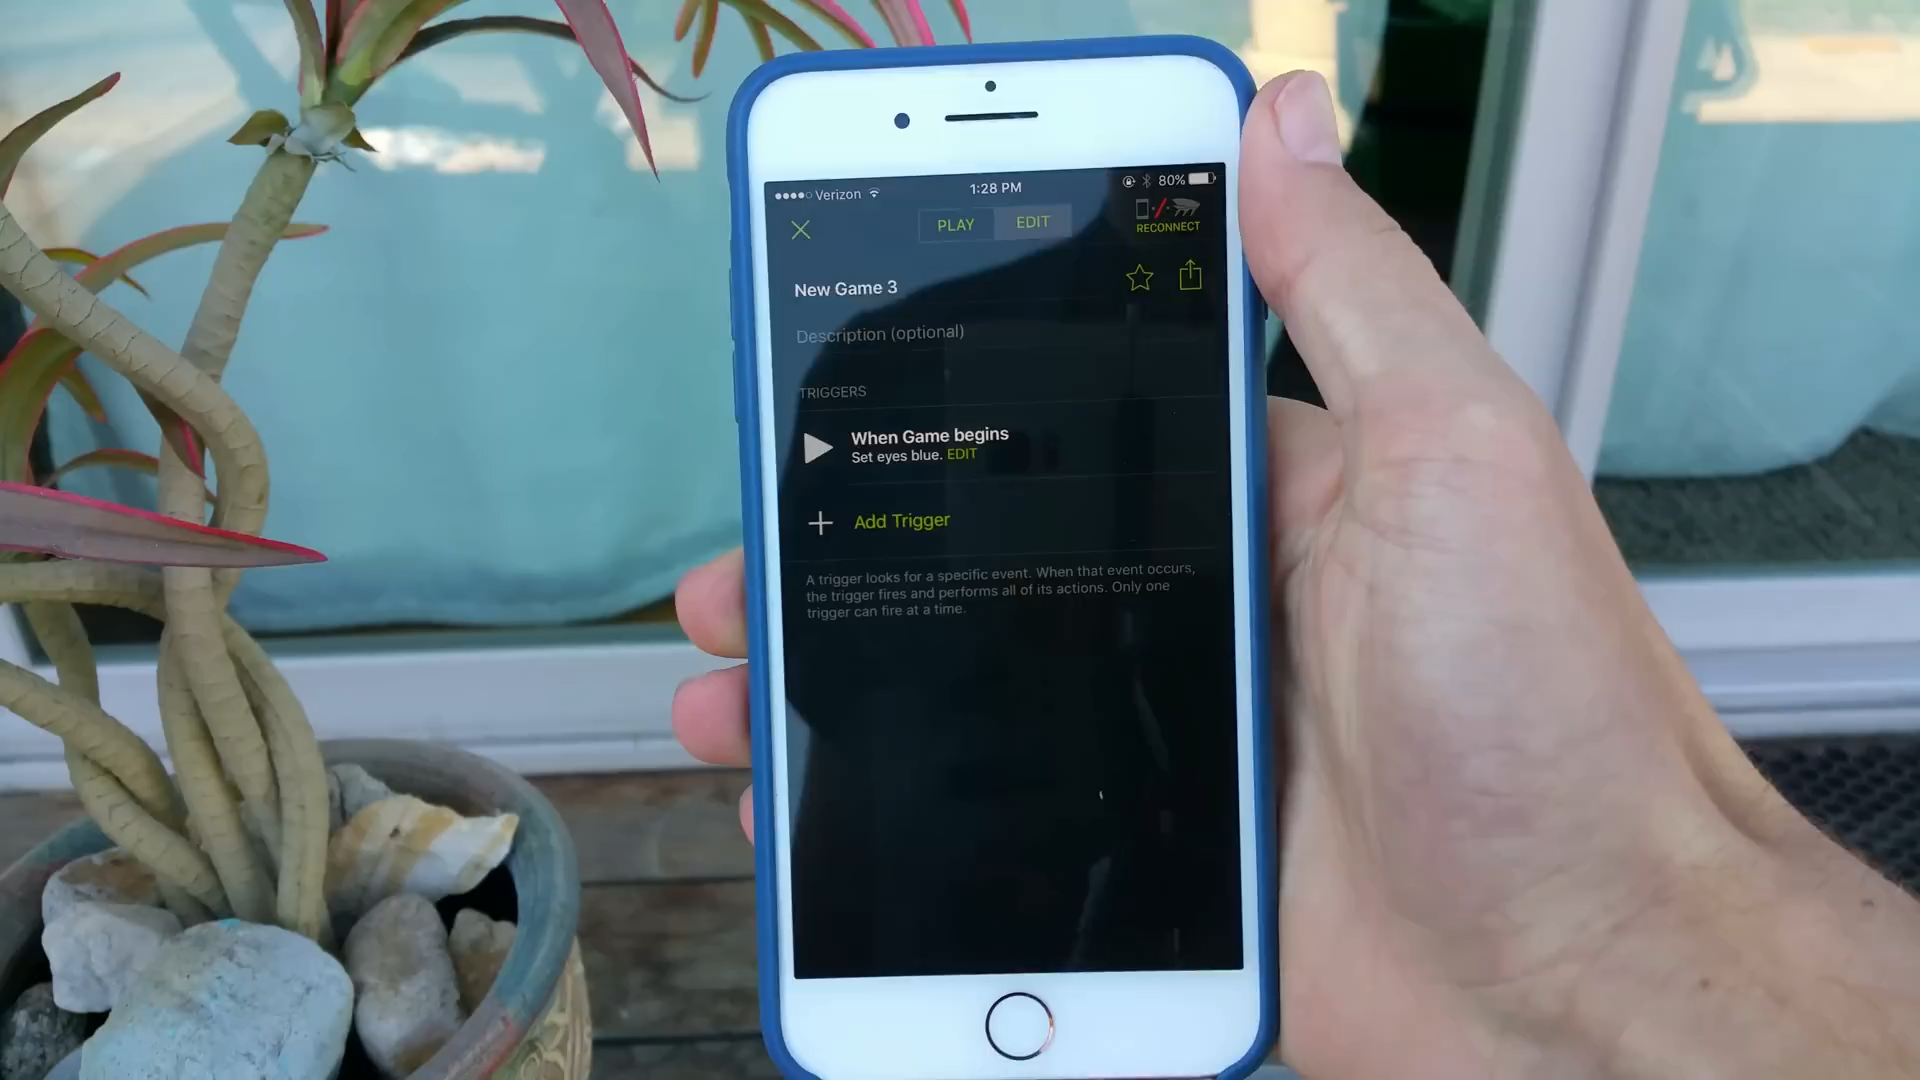 Verizon 1:28 PM 80%
PLAY EDIT
RECONNECT
New Game 3
Description (optional)
TRIGGERS
When Game begins
Set eyes blue. EDIT
Add Trigger
A trigger looks for a specific event. When that event occurs,
the trigger fires and performs all of its actions. Only one
trigger can fire at a time.